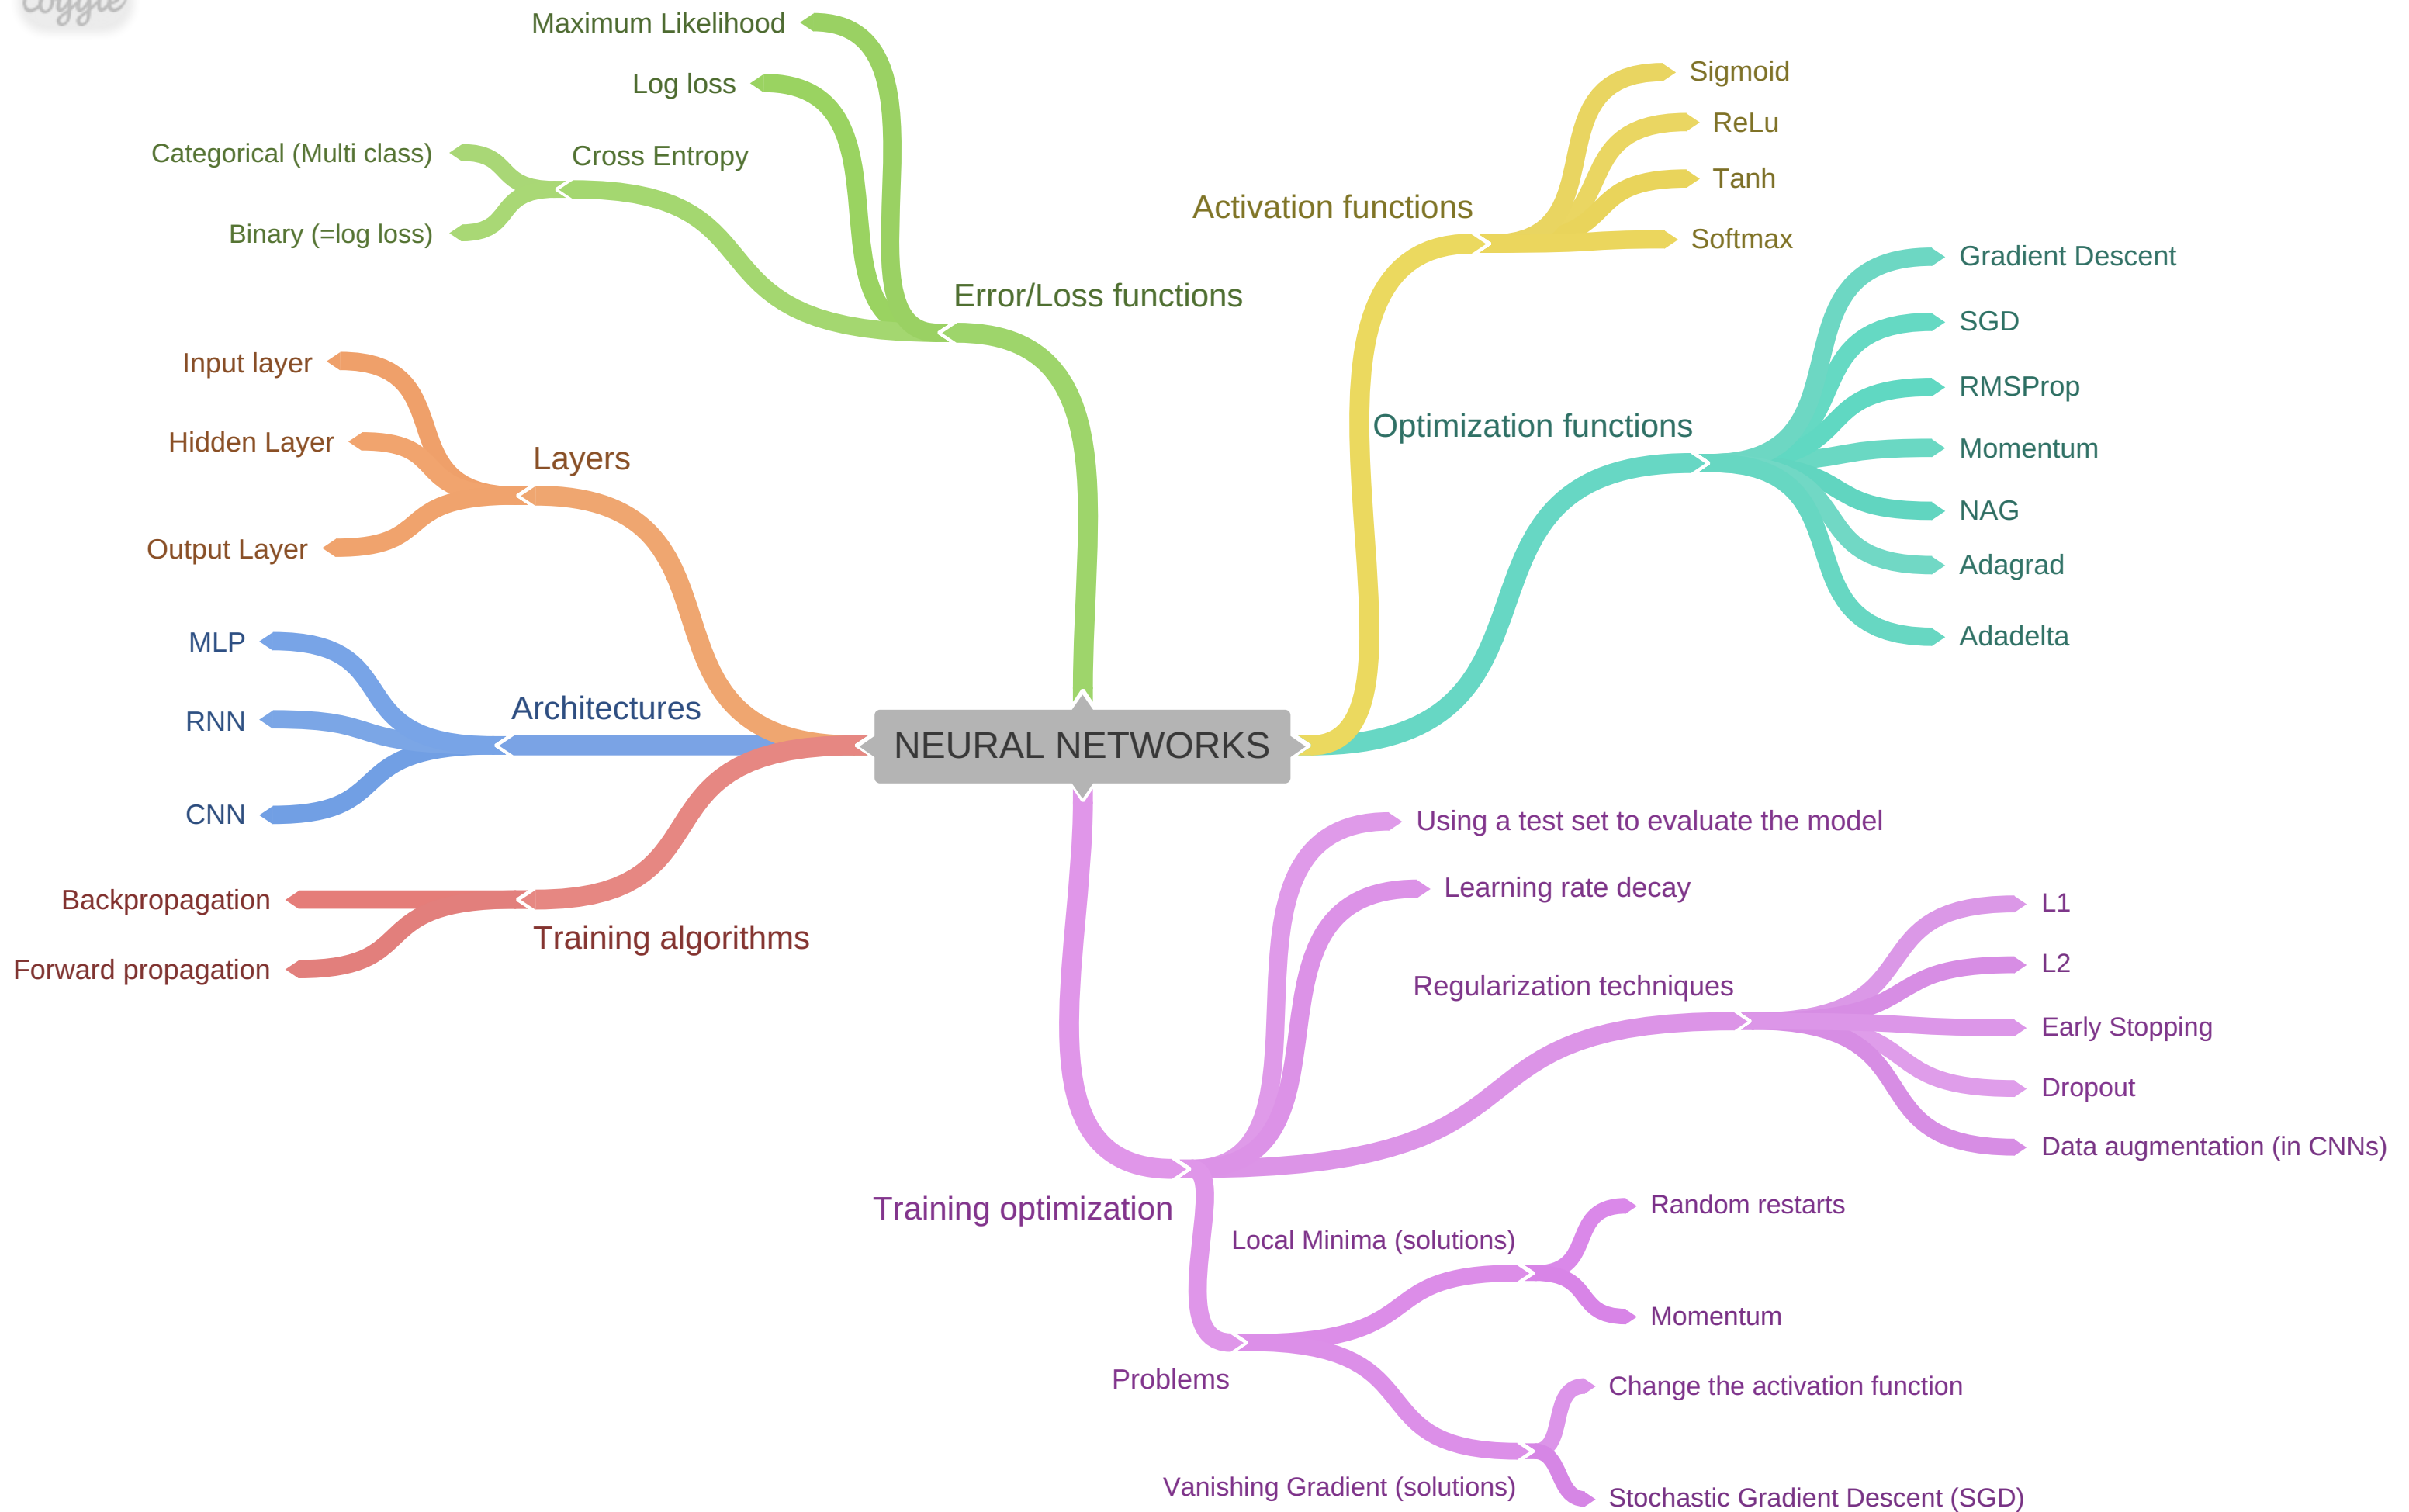 coggle
Maximum Likelihood
Log loss
Cross Entropy
Categorical (Multi class)
Binary (=log loss)
Error/Loss functions
Input layer
Hidden Layer
Output Layer
Layers
MLP
RNN
CNN
Architectures
Backpropagation
Forward propagation
Training algorithms
NEURAL NETWORKS
Activation functions
Sigmoid
ReLu
Tanh
Softmax
Optimization functions
Gradient Descent
SGD
RMSProp
Momentum
NAG
Adagrad
Adadelta
Using a test set to evaluate the model
Learning rate decay
Regularization techniques
L1
L2
Early Stopping
Dropout
Data augmentation (in CNNs)
Training optimization
Local Minima (solutions)
Random restarts
Momentum
Problems
Change the activation function
Vanishing Gradient (solutions)
Stochastic Gradient Descent (SGD)